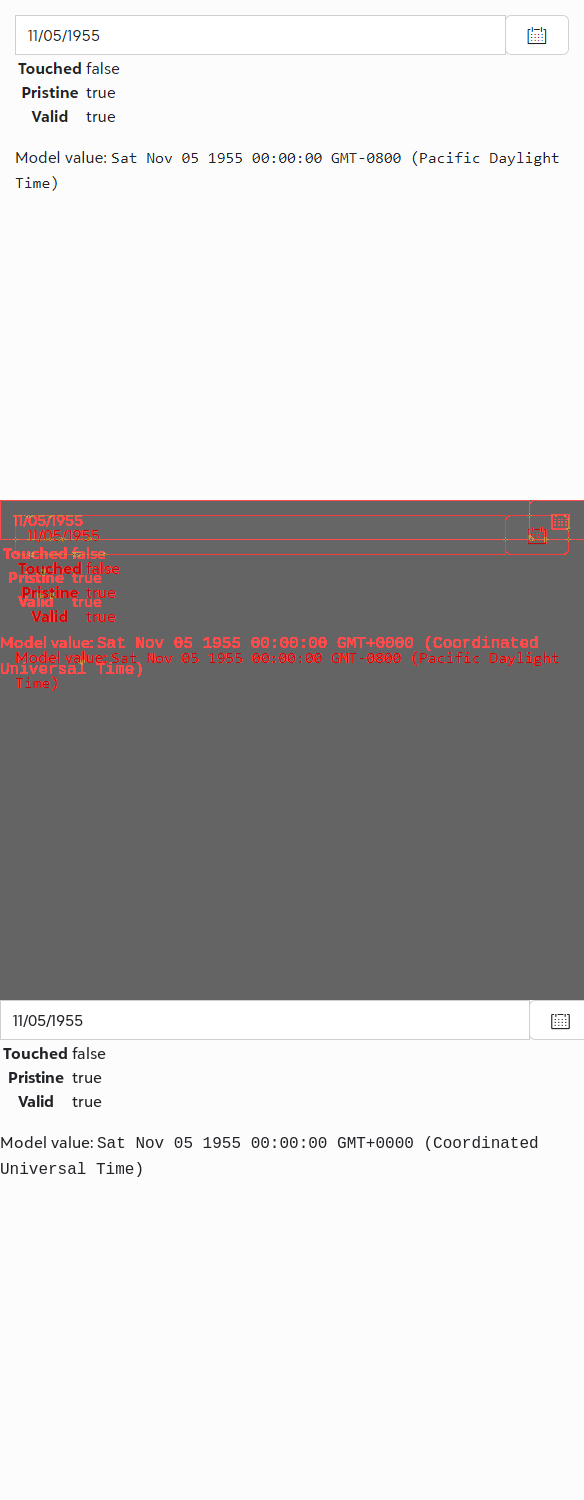 11/05/1955
Touched false
Pristine true
Valid true
Model value: Sat Nov 05 1955 00:00:00 GMT-0800 (Pacific Daylight
Time)
11/05/1955
11/05/1955
Touched false
Touched false
Pristine true
Pristine true
Valid true
Valid true
Model value: Sat Nov 05 1955 00:00:00 GMT+0000 (Coordinated
Model value: Sat Nov 05 1955 00:00:00 GMT-0800 (Pacific Daylight
Universal Time)
Time)
11/05/1955
Touched false
Pristine true
Valid true
Model value: Sat Nov 05 1955 00:00:00 GMT+0000 (Coordinated
Universal Time)